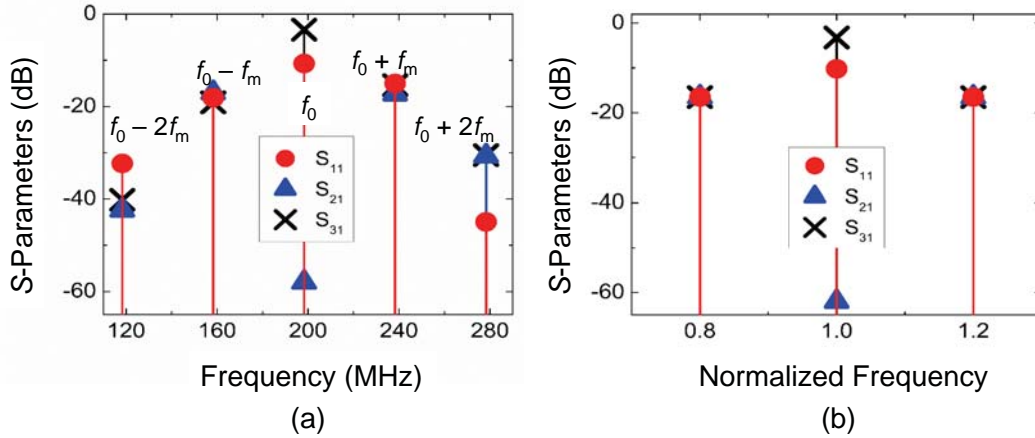 0
-20
-40
-60
S-Parameters (dB)
f₀ – 2fₘ
f₀ – fₘ
f₀
f₀ + fₘ
f₀ + 2fₘ
S₁₁
S₂₁
S₃₁
120 160 200 240 280
Frequency (MHz)
(a)
0
-20
-40
-60
S-Parameters (dB)
S₁₁
S₂₁
S₃₁
0.8 1.0 1.2
Normalized Frequency
(b)